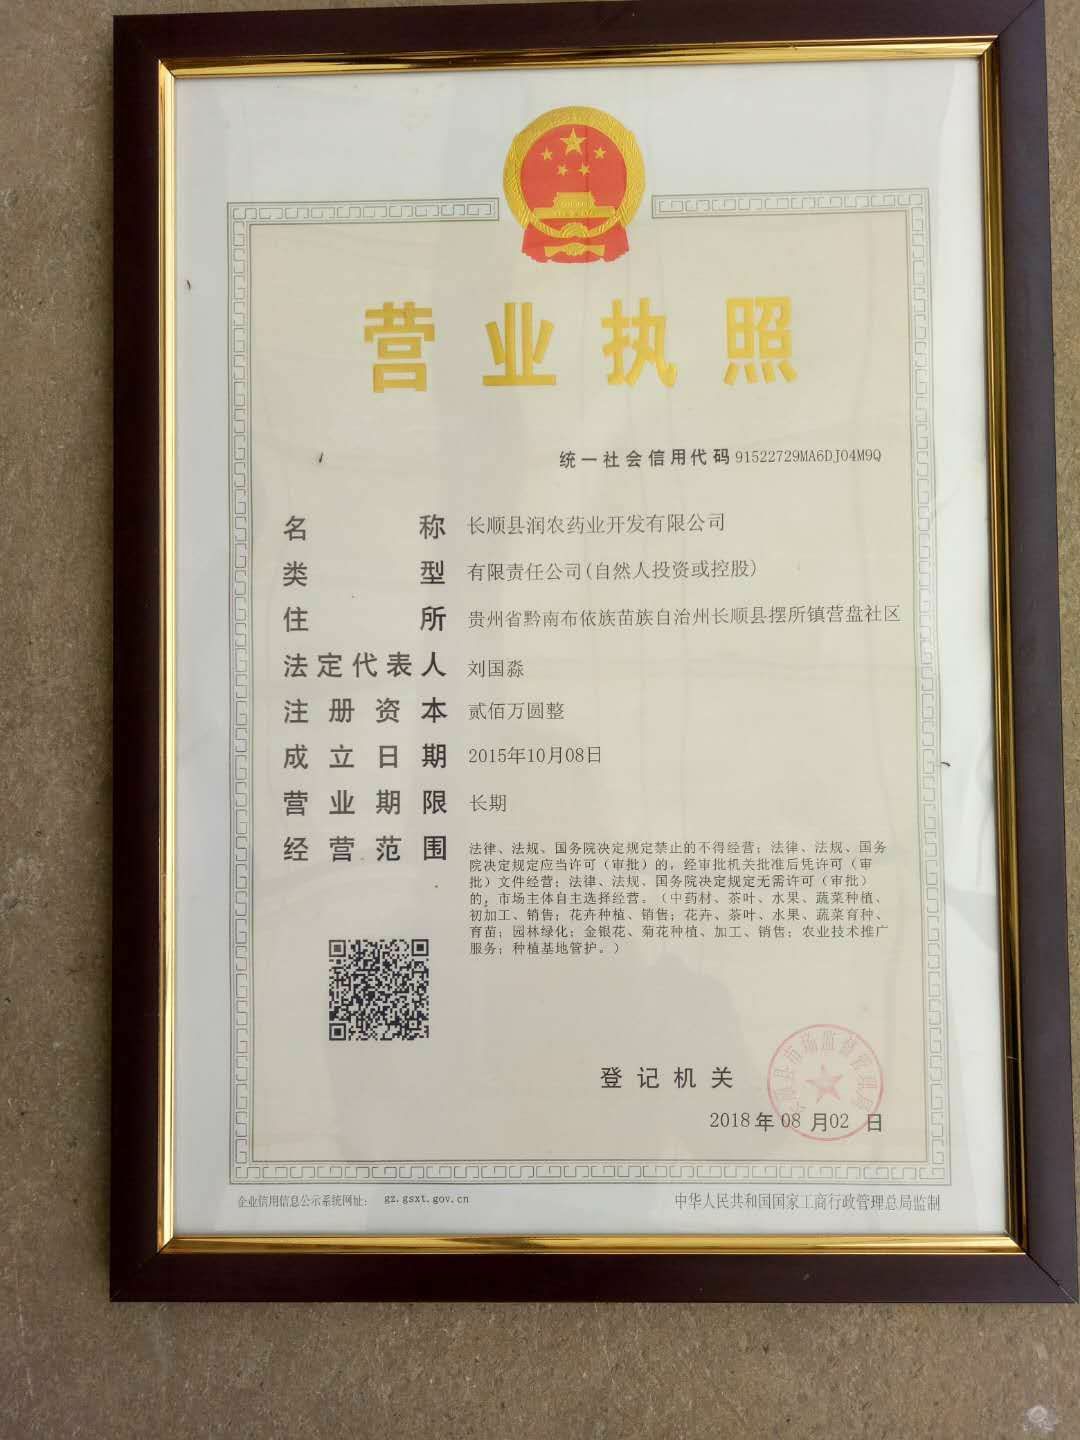 营业执照
统一社会信用代码 91522729MA6DJ04M9Q
名称 长顺县润农药业开发有限公司
类型 有限责任公司(自然人投资或控股)
住所 贵州省黔南布依族苗族自治州长顺县摆所镇营盘社区
法定代表人 刘国淼
注册资本 贰佰万圆整
成立日期 2015年10月08日
营业期限 长期
经营范围 法律、法规、国务院决定规定禁止的不得经营；法律、法规、国务
院决定规定应当许可（审批）的，经审批机关批准后凭许可（审
批）文件经营；法律、法规、国务院决定规定无需许可（审批）
的，市场主体自主选择经营。（中药材、茶叶、水果、蔬菜种植、
初加工、销售；花卉种植、销售；花卉、茶叶、水果、蔬菜育种、
育苗；园林绿化；金银花、菊花种植、加工、销售；农业技术推广
服务；种植基地管护。）
长顺县市场监督管理局
登记机关
2018年08月02日
企业信用信息公示系统网址： gz.gsxt.gov.cn
中华人民共和国国家工商行政管理总局监制